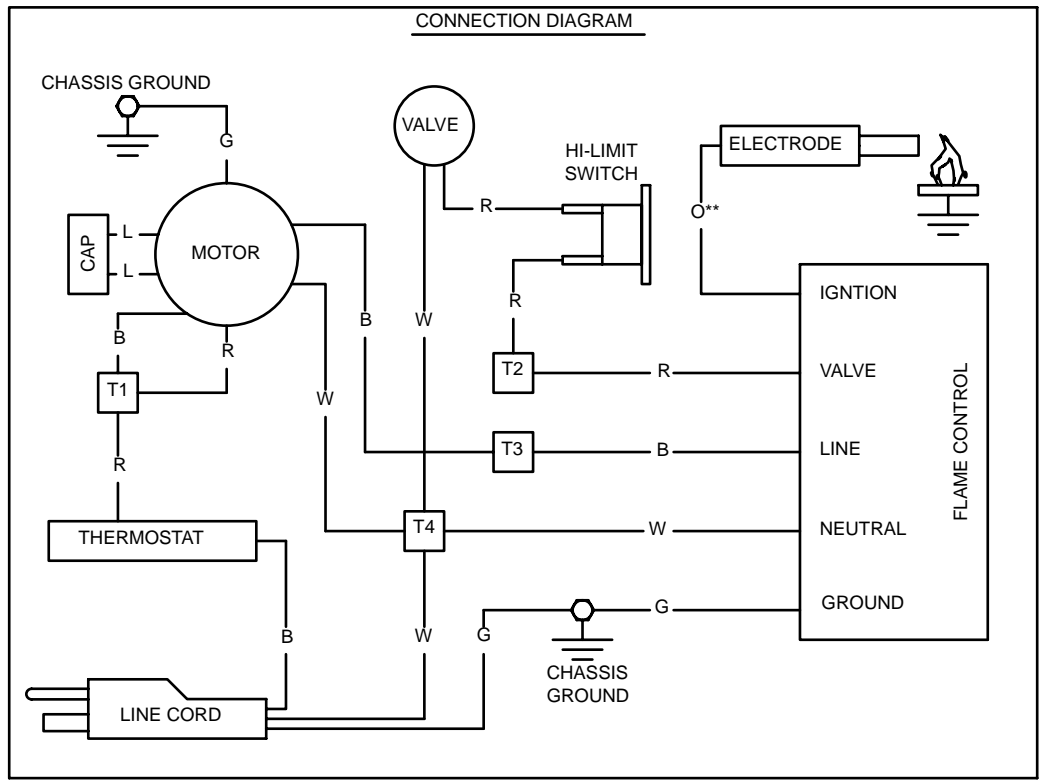 CONNECTION DIAGRAM
CHASSIS GROUND
G
VALVE
HI-LIMIT
SWITCH
ELECTRODE
R
O**
CAP
L
L
MOTOR
IGNTION
B
R
B
W
R
T1
W
T2
R
VALVE
R
T3
B
LINE
FLAME CONTROL
THERMOSTAT
T4
W
NEUTRAL
B
W
G
G
GROUND
CHASSIS
GROUND
LINE CORD